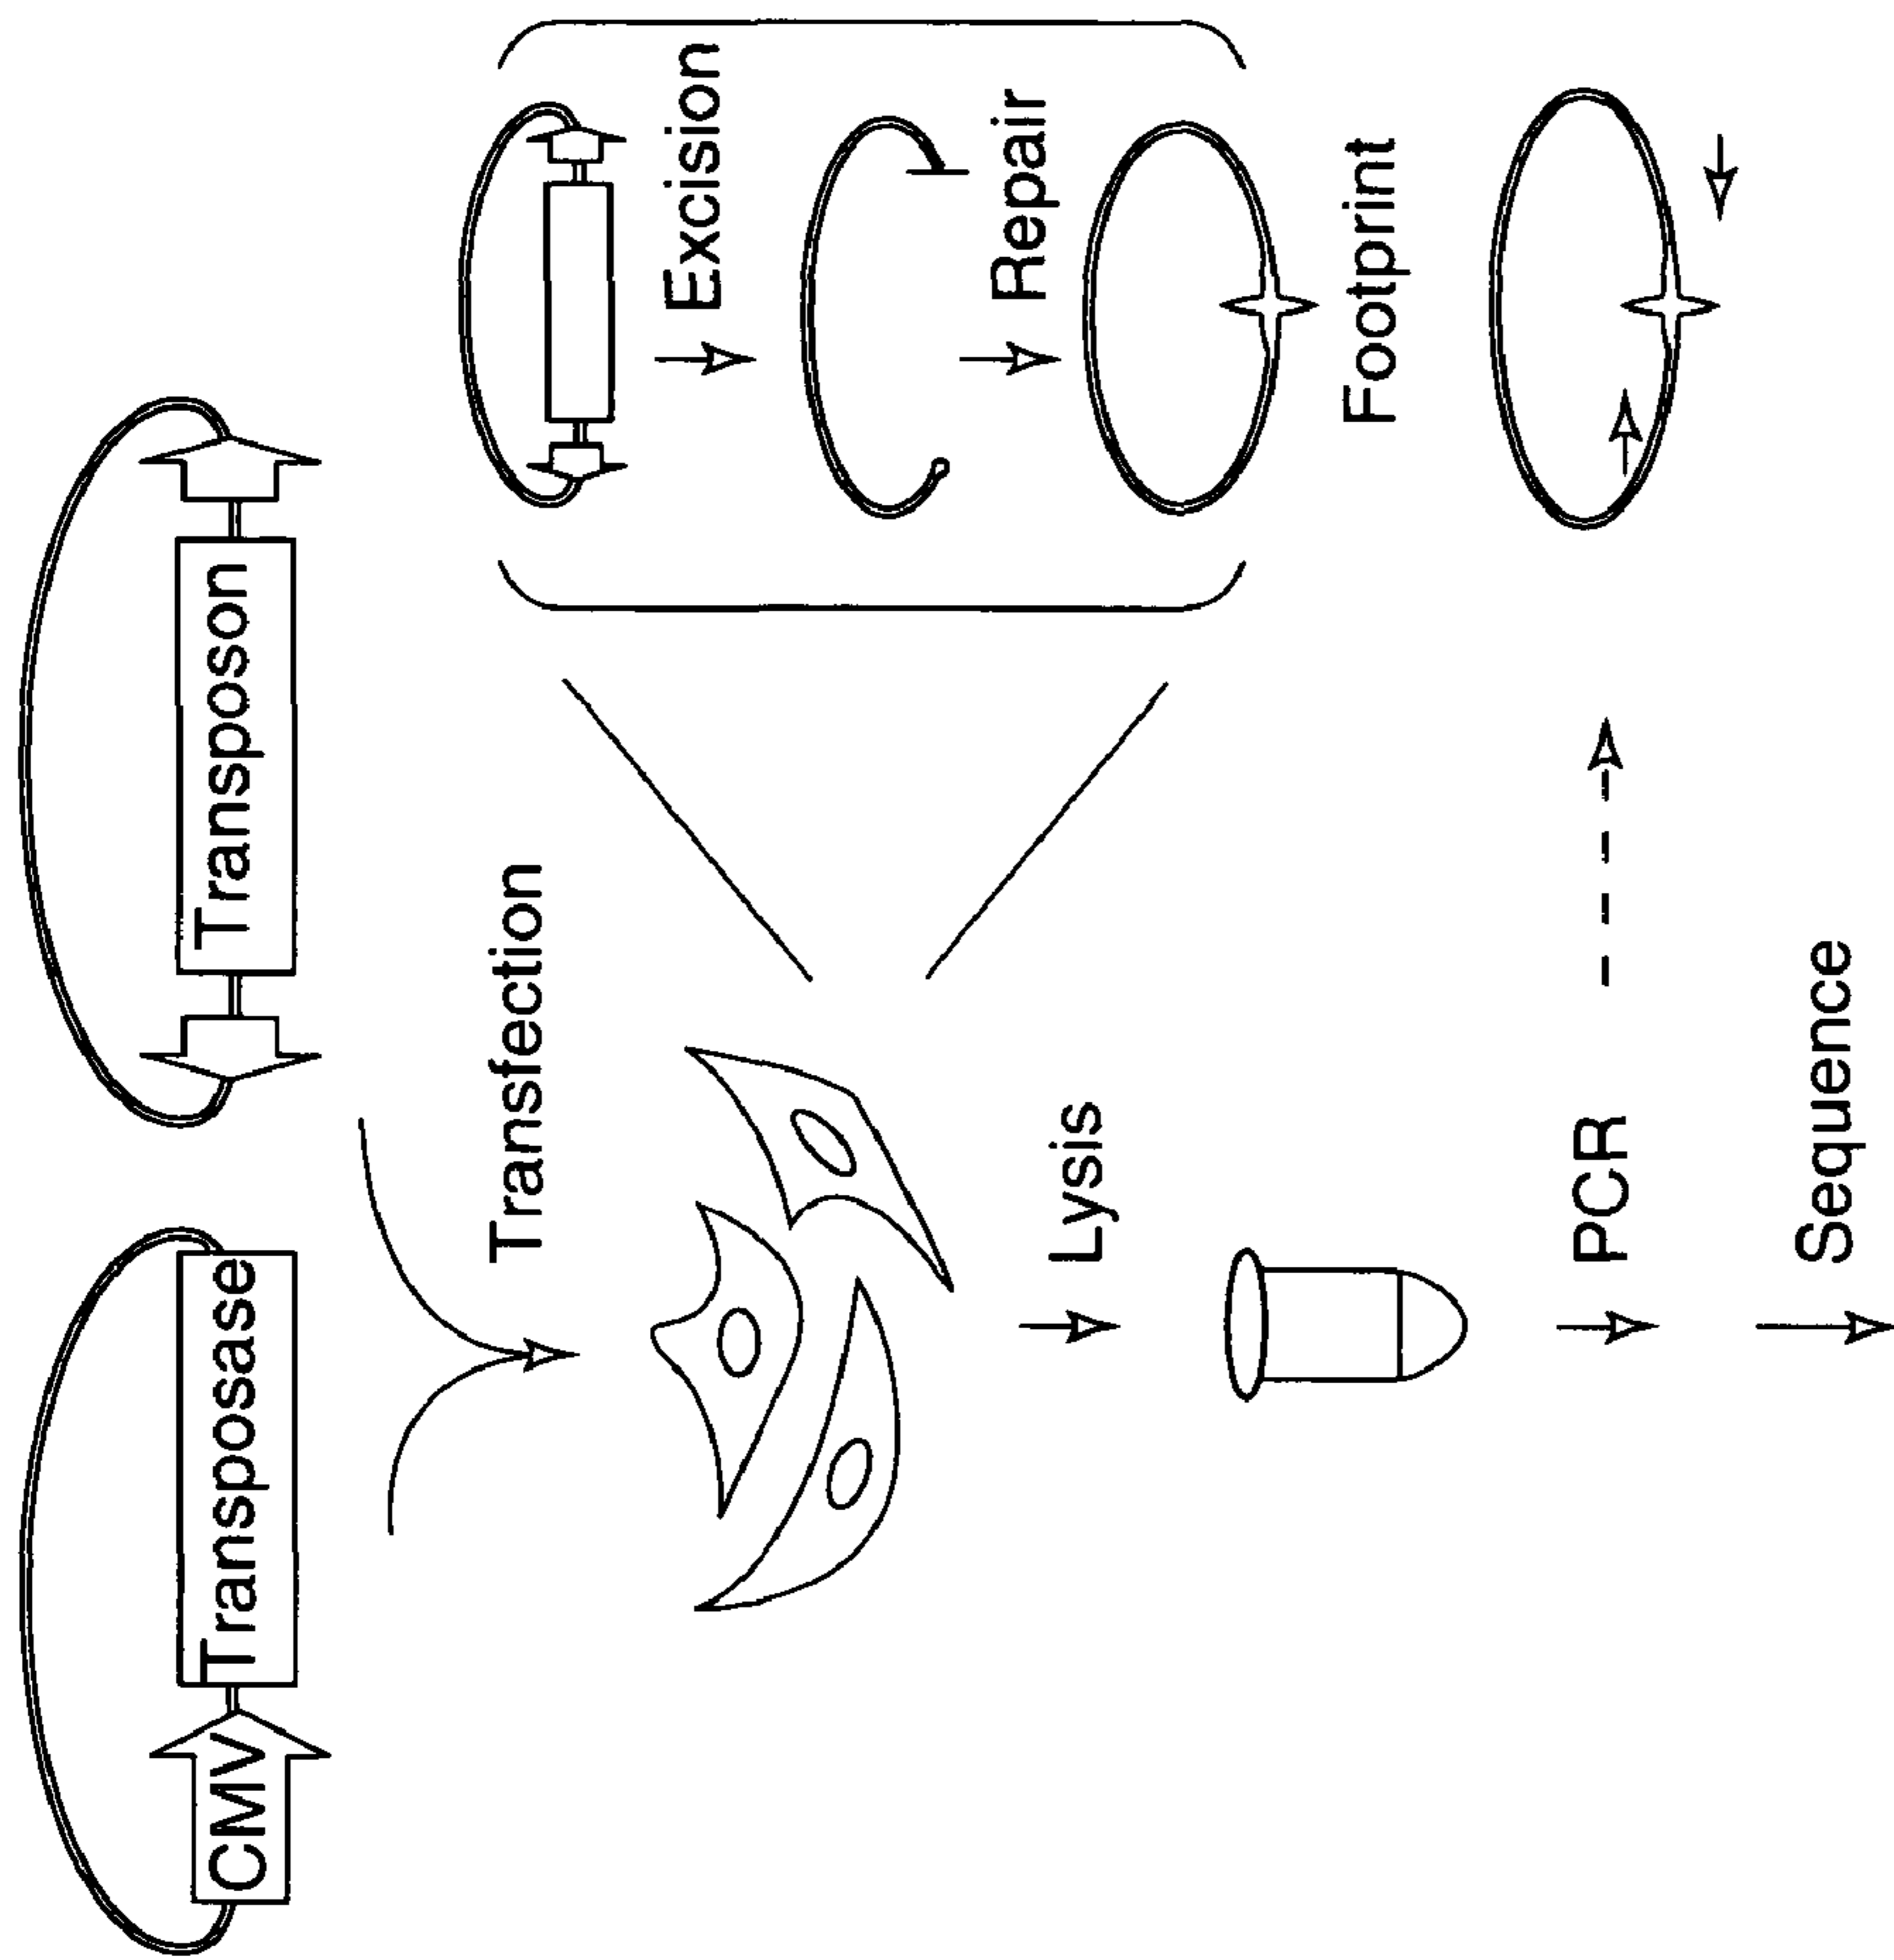 CMV
Transposase
Transposon
Transfection
Excision
Repair
Footprint
Lysis
PCR
Sequence